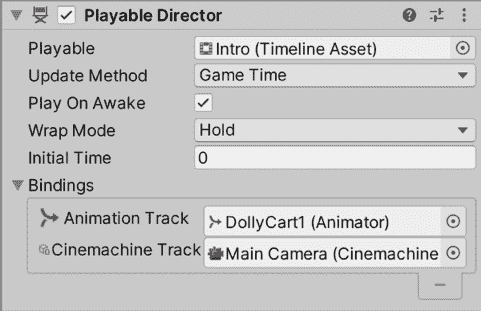 Playable Director
Playable Intro (Timeline Asset)
Update Method Game Time
Play On Awake
Wrap Mode Hold
Initial Time 0
Bindings
Animation Track DollyCart1 (Animator)
Cinemachine Track Main Camera (Cinemachine